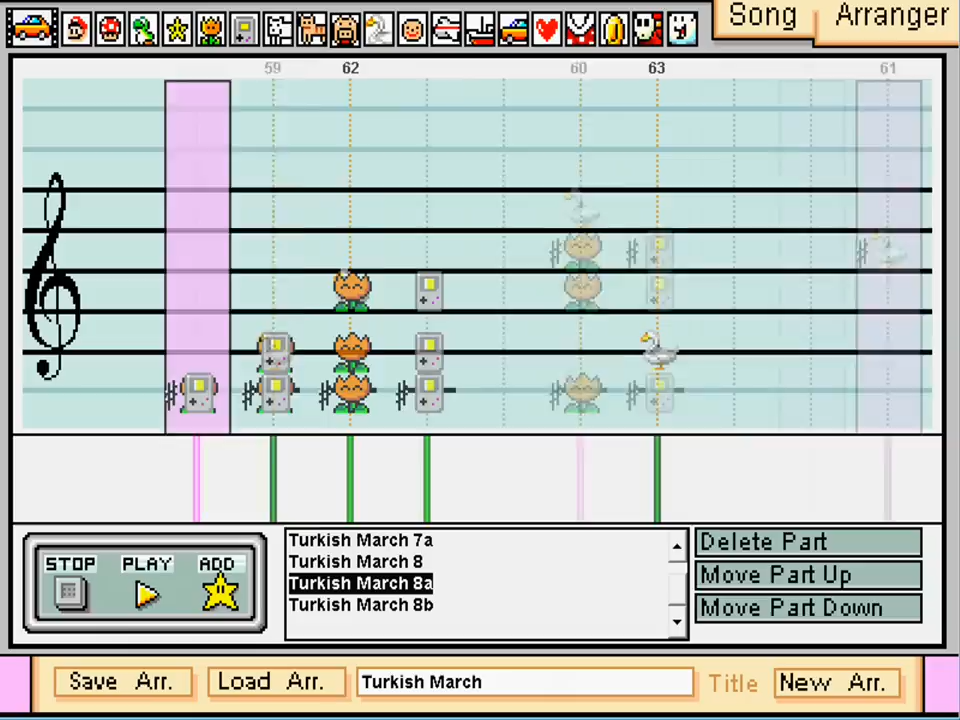 Song Arranger
59 62 60 63 61
Turkish March 7a
Turkish March 8
Turkish March 8a
Turkish March 8b
STOP PLAY ADD
Delete Part
Move Part Up
Move Part Down
Save Arr. Load Arr. Turkish March Title New Arr.